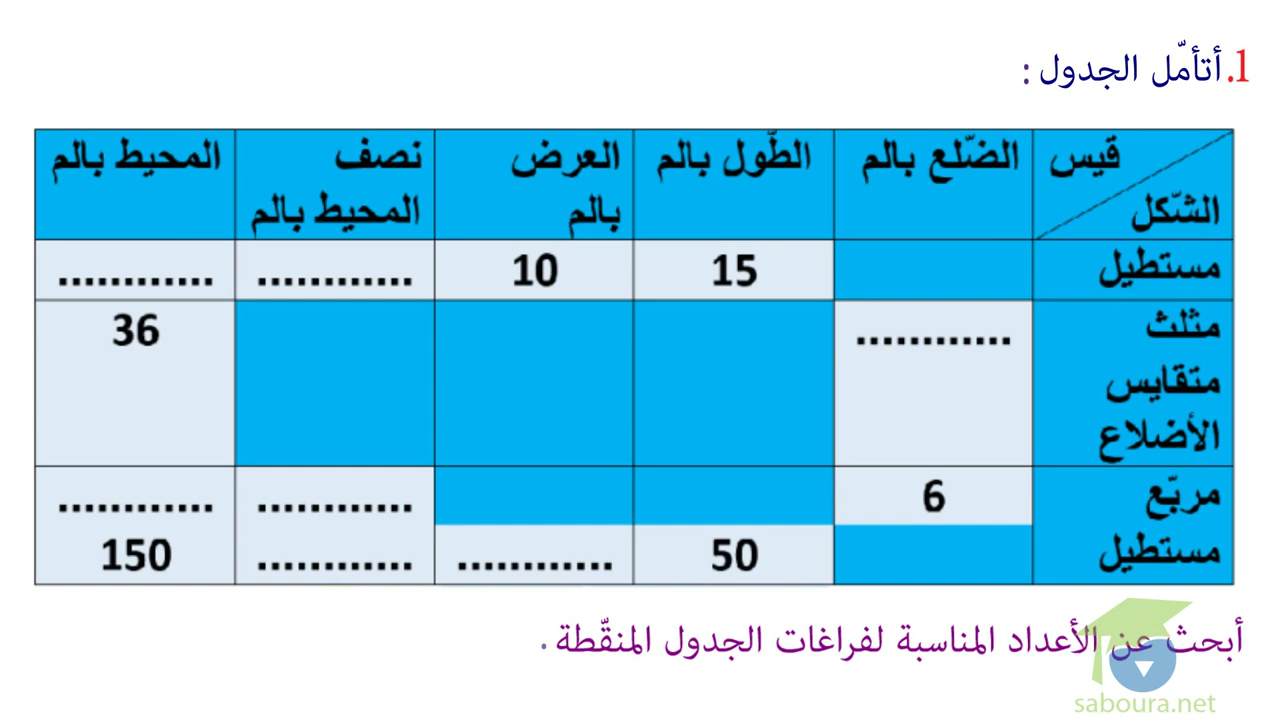 1. أتأمّل الجدول :
قيس الشّكل | الضّلع بالم | الطّول بالم | العرض بالم | نصف المحيط بالم | المحيط بالم
مستطيل | | 15 | 10 | ............ | ............
مثلث متقايس الأضلاع | ............ | | | | 36
مربّع | 6 | | | ............ | ............
مستطيل | | 50 | ............ | ............ | 150
أبحث عن الأعداد المناسبة لفراغات الجدول المنقّطة .
saboura.net